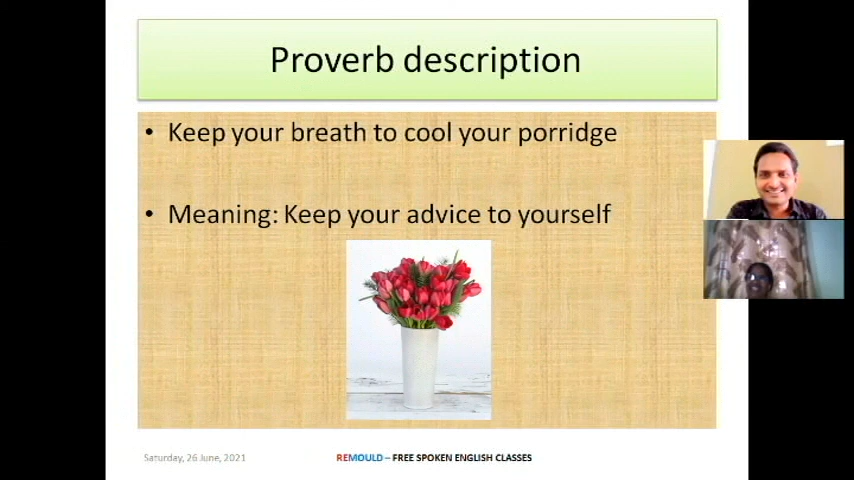 Proverb description
• Keep your breath to cool your porridge
• Meaning: Keep your advice to yourself
Saturday, 26 June, 2021
REMOULD – FREE SPOKEN ENGLISH CLASSES